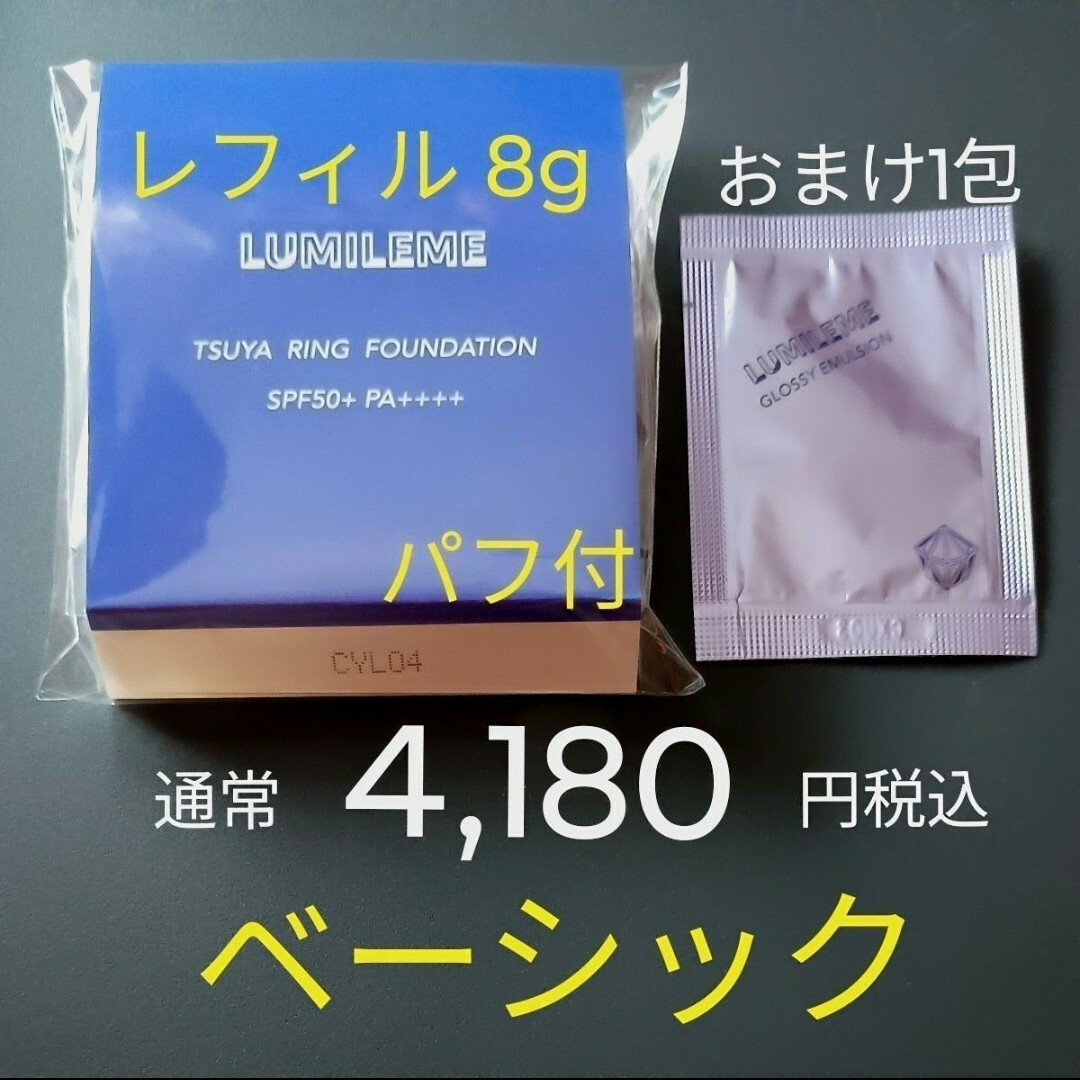 レフィル 8g
LUMILEME
TSUYA RING FOUNDATION
SPF50+ PA++++
パフ付
CYL04
おまけ1包
LUMILEME
GLOSSY EMULSION
通常 4,180 円税込
ベーシック